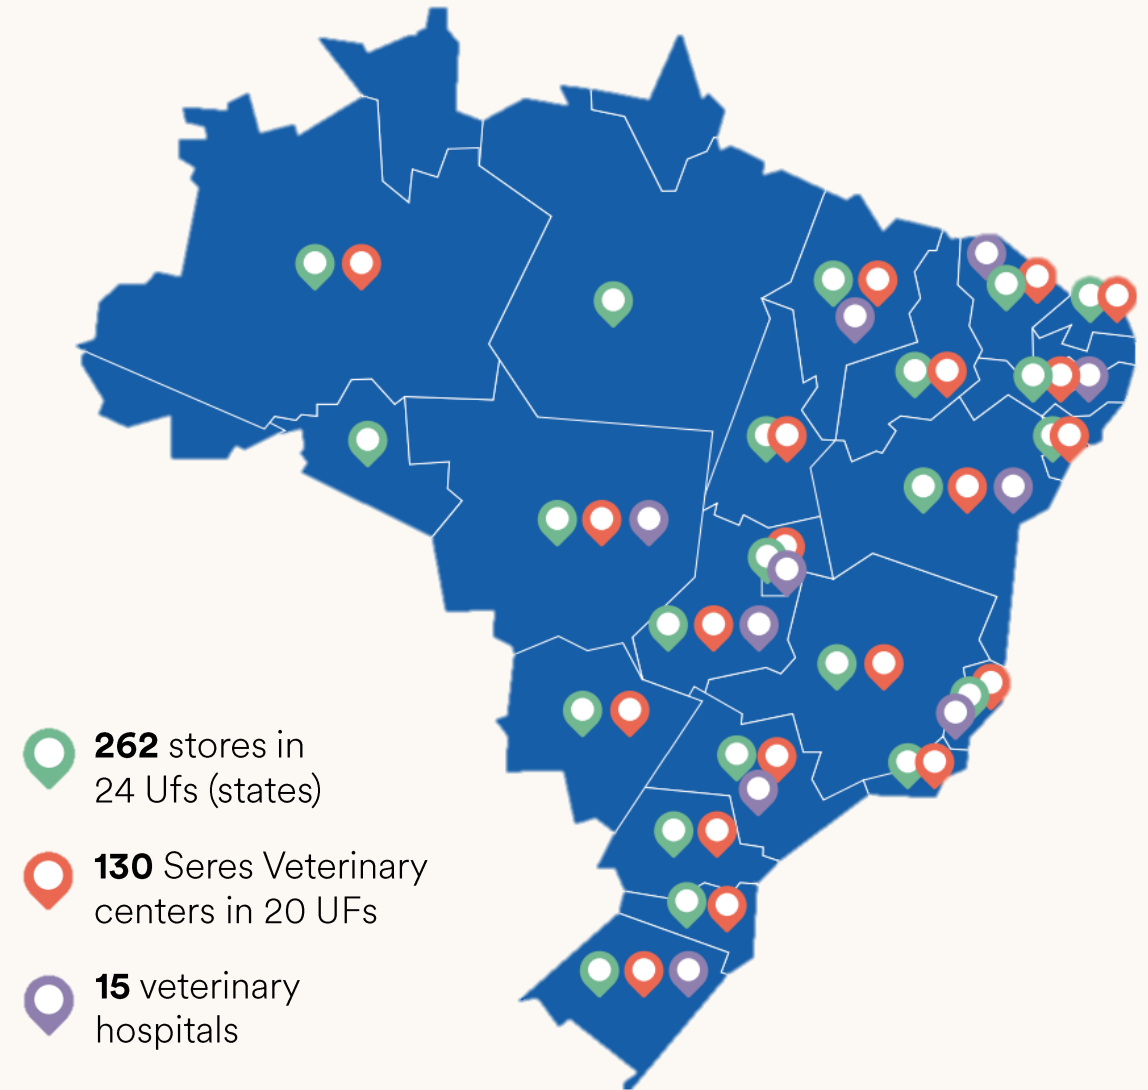 262 stores in
24 Ufs (states)
130 Seres Veterinary
centers in 20 UFs
15 veterinary
hospitals